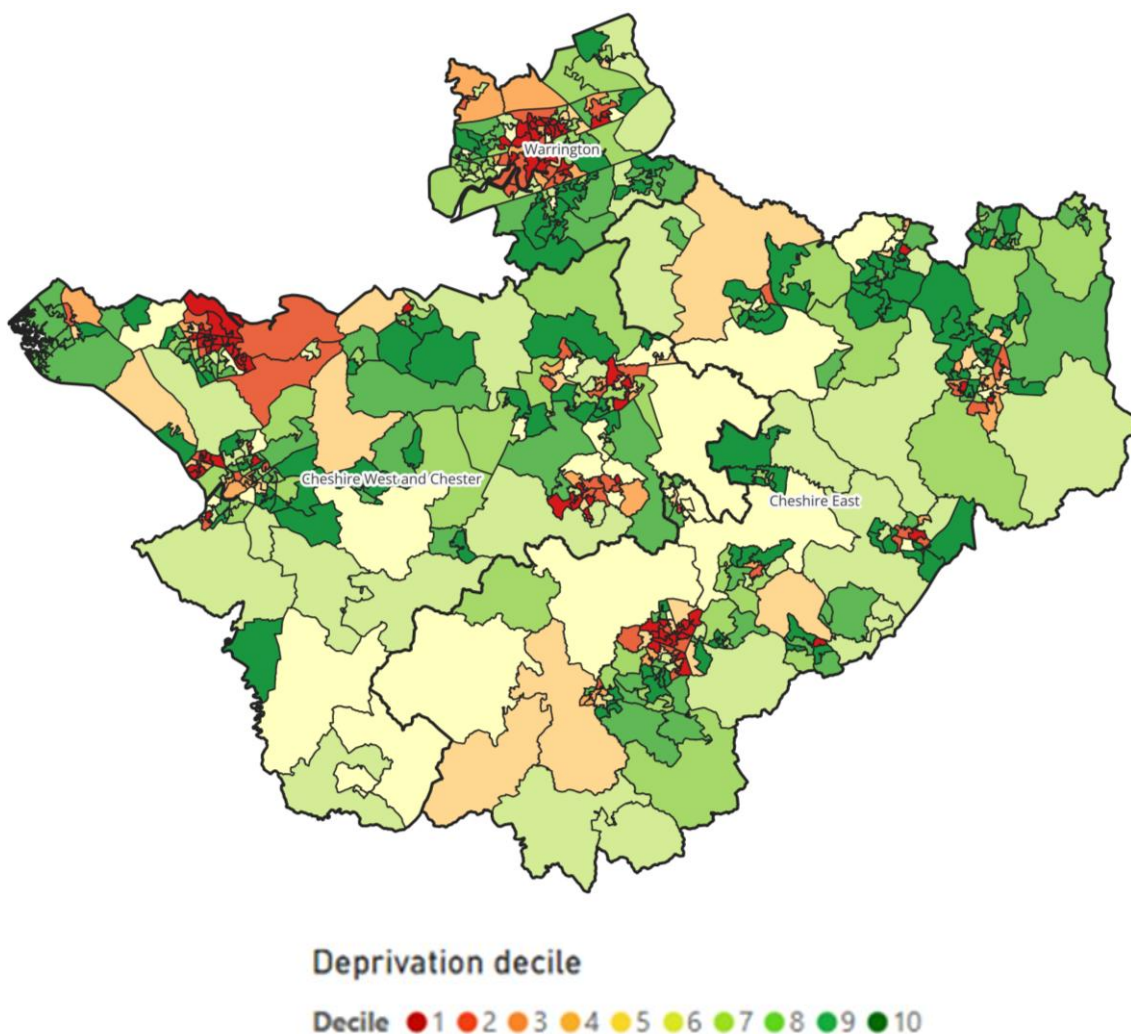 Warrington
Cheshire West and Chester
Cheshire East
Deprivation decile
Decile 1 2 3 4 5 6 7 8 9 10